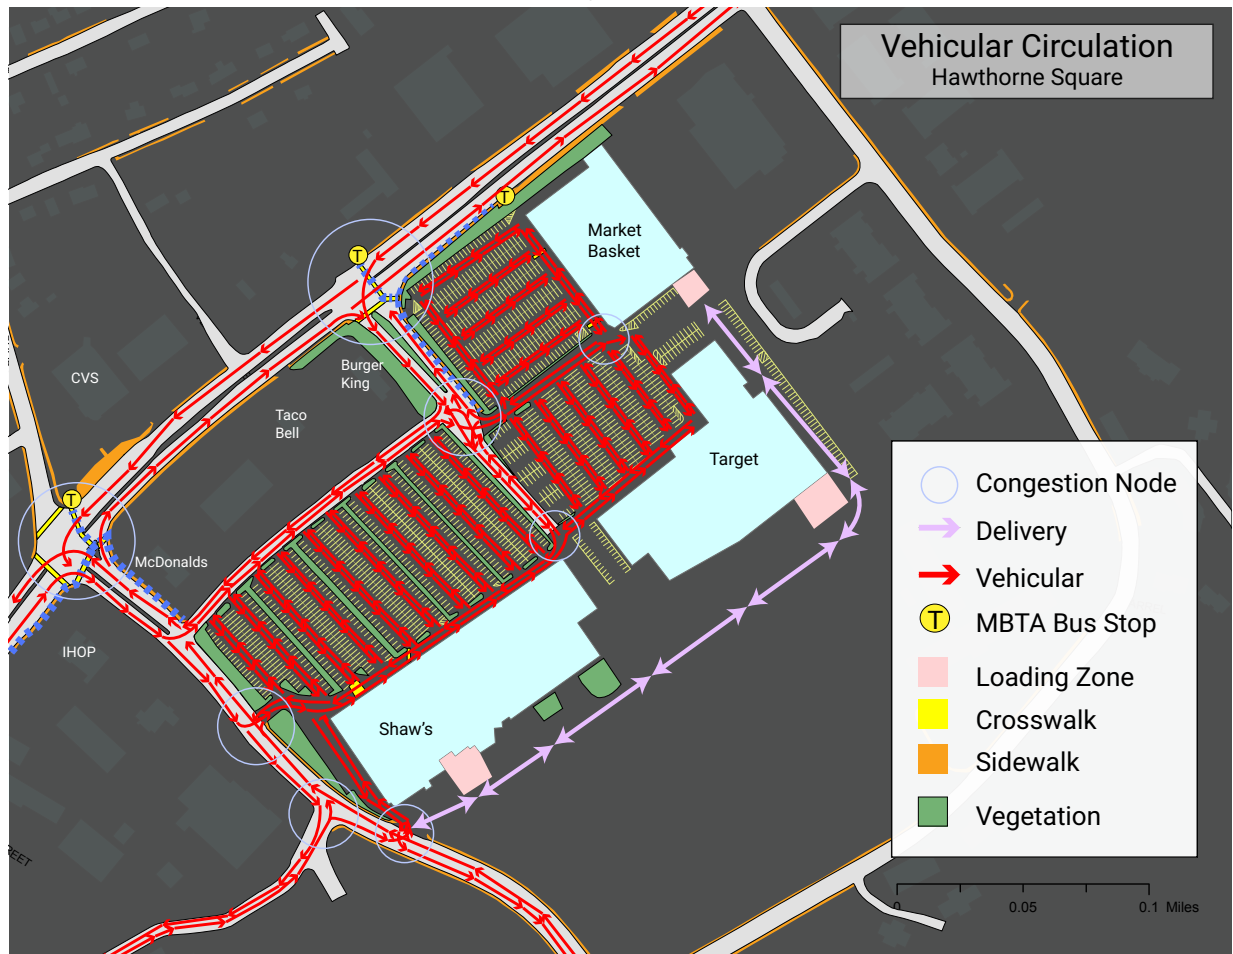 Vehicular Circulation
Hawthorne Square
T
Market
Basket
T
Burger
King
CVS
Taco
Bell
Target
T
McDonalds
IHOP
Shaw's
Congestion Node
Delivery
Vehicular
T
MBTA Bus Stop
Loading Zone
Crosswalk
Sidewalk
Vegetation
REET
0
0.05
0.1 Miles